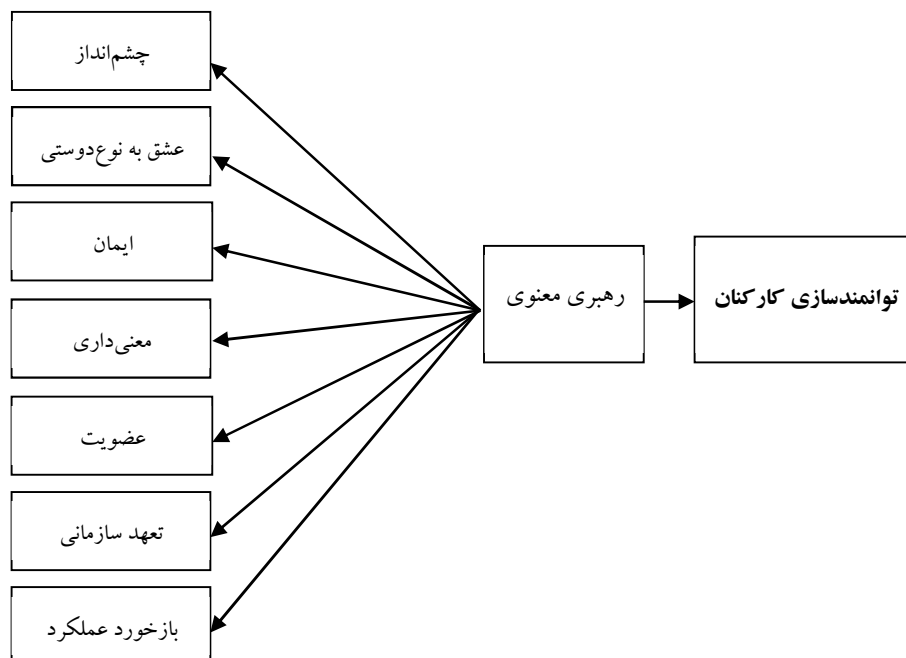 چشم‌انداز
عشق به نوع‌دوستی
ایمان
معنی‌داری
عضویت
تعهد سازمانی
بازخورد عملکرد
رهبری معنوی
توانمندسازی کارکنان